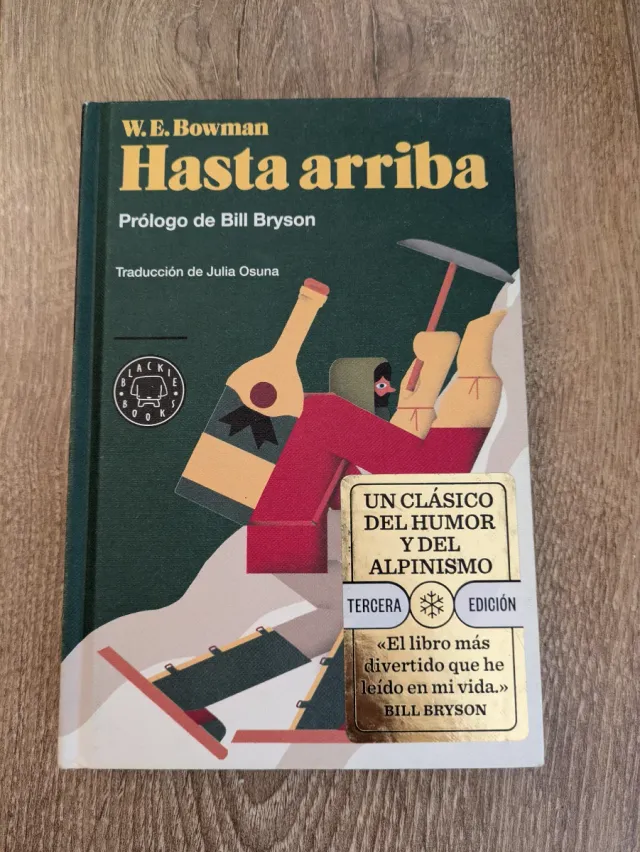 W. E. Bowman
Hasta arriba
Prólogo de Bill Bryson
Traducción de Julia Osuna
BLACKIE
BOOKS
UN CLÁSICO
DEL HUMOR
Y DEL
ALPINISMO
TERCERA EDICIÓN
«El libro más
divertido que he
leído en mi vida.»
BILL BRYSON